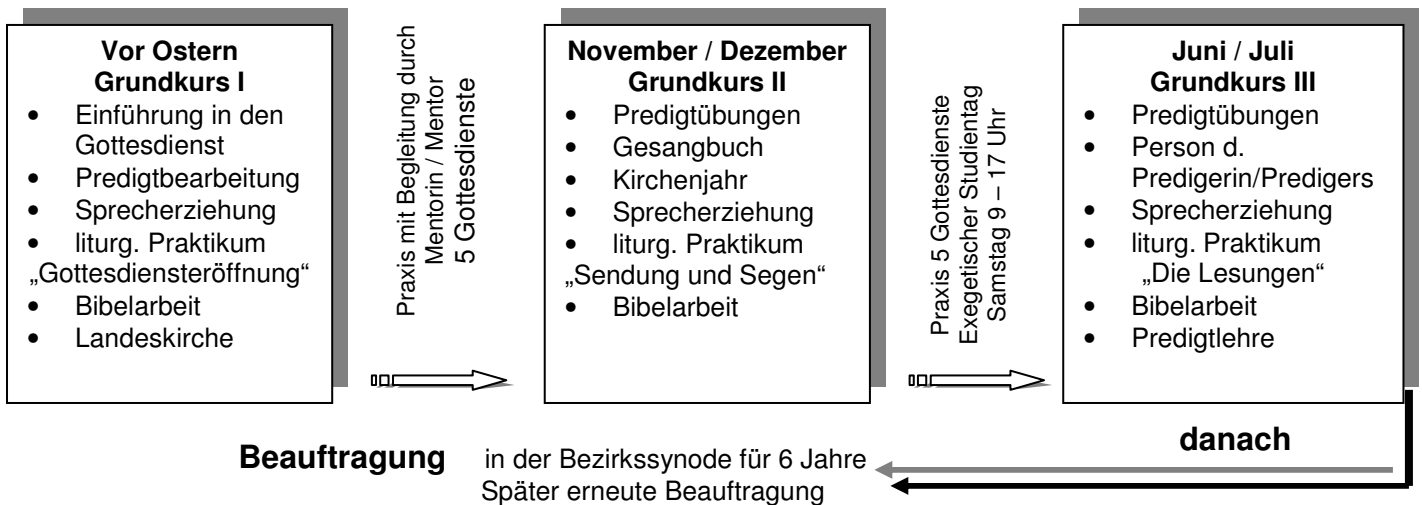 Vor Ostern
Grundkurs I
• Einführung in den
Gottesdienst
• Predigtbearbeitung
• Sprecherziehung
• liturg. Praktikum
„Gottesdiensteröffnung“
• Bibelarbeit
• Landeskirche
Praxis mit Begleitung durch
Mentorin / Mentor
5 Gottesdienste
November / Dezember
Grundkurs II
• Predigtübungen
• Gesangbuch
• Kirchenjahr
• Sprecherziehung
• liturg. Praktikum
„Sendung und Segen“
• Bibelarbeit
Praxis 5 Gottesdienste
Exegetischer Studientag
Samstag 9 – 17 Uhr
Juni / Juli
Grundkurs III
• Predigtübungen
• Person d.
Predigerin/Predigers
• Sprecherziehung
• liturg. Praktikum
„Die Lesungen“
• Bibelarbeit
• Predigtlehre
danach
Beauftragung in der Bezirkssynode für 6 Jahre
Später erneute Beauftragung